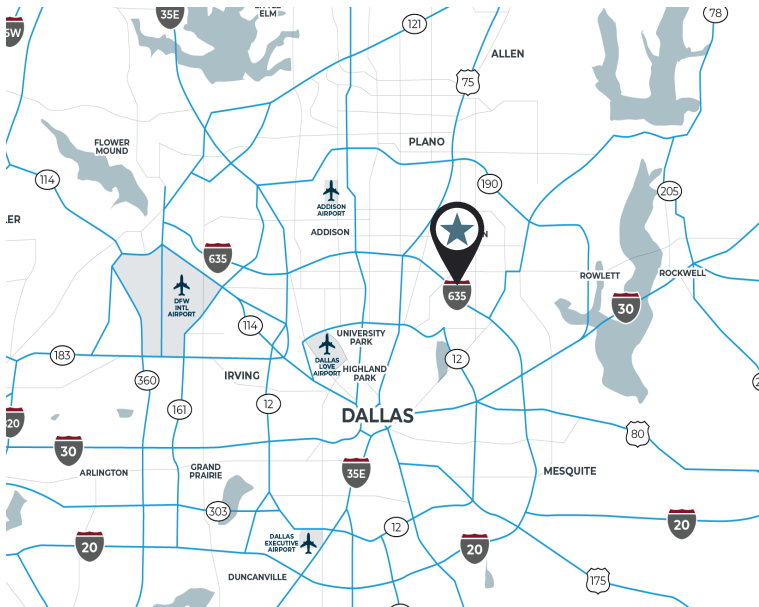 35E
ELM
121
78
ALLEN
75
FLOWER
MOUND
PLANO
114
190
205
ADDISON
AIRPORT
ADDISON
635
ROWLETT
ROCKWELL
DFW
INTL
AIRPORT
635
30
114
UNIVERSITY
PARK
183
DALLAS
LOVE
AIRPORT
HIGHLAND
PARK
12
IRVING
360
161
12
DALLAS
30
80
ARLINGTON
GRAND
PRAIRIE
35E
MESQUITE
303
12
20
DALLAS
EXECUTIVE
AIRPORT
20
20
DUNCANVILLE
175